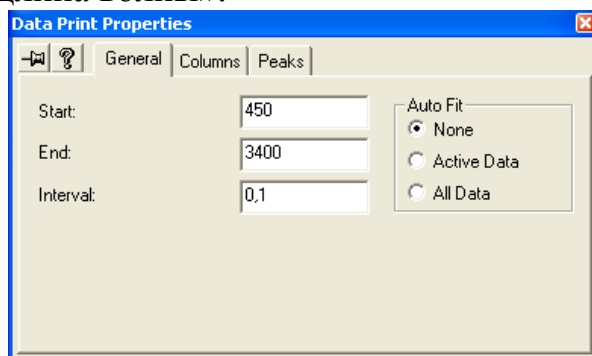 Data Print Properties
General Columns Peaks
Start: 450
End: 3400
Interval: 0,1
Auto Fit
None
Active Data
All Data